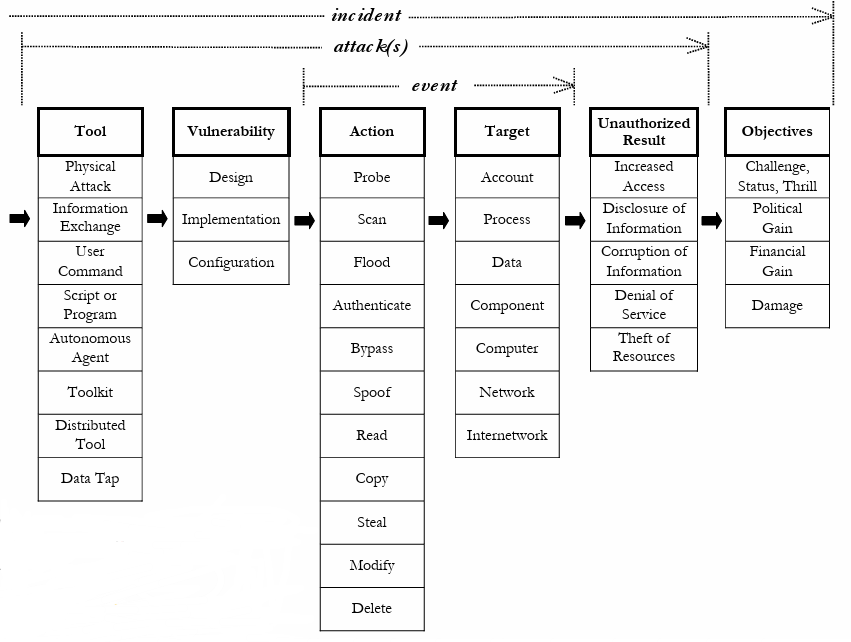 incident
attack(s)
event
Tool
Physical
Attack
Information
Exchange
User
Command
Script or
Program
Autonomous
Agent
Toolkit
Distributed
Tool
Data Tap
Vulnerability
Design
Implementation
Configuration
Action
Probe
Scan
Flood
Authenticate
Bypass
Spoof
Read
Copy
Steal
Modify
Delete
Target
Account
Process
Data
Component
Computer
Network
Internetwork
Unauthorized
Result
Increased
Access
Disclosure of
Information
Corruption of
Information
Denial of
Service
Theft of
Resources
Objectives
Challenge,
Status, Thrill
Political
Gain
Financial
Gain
Damage